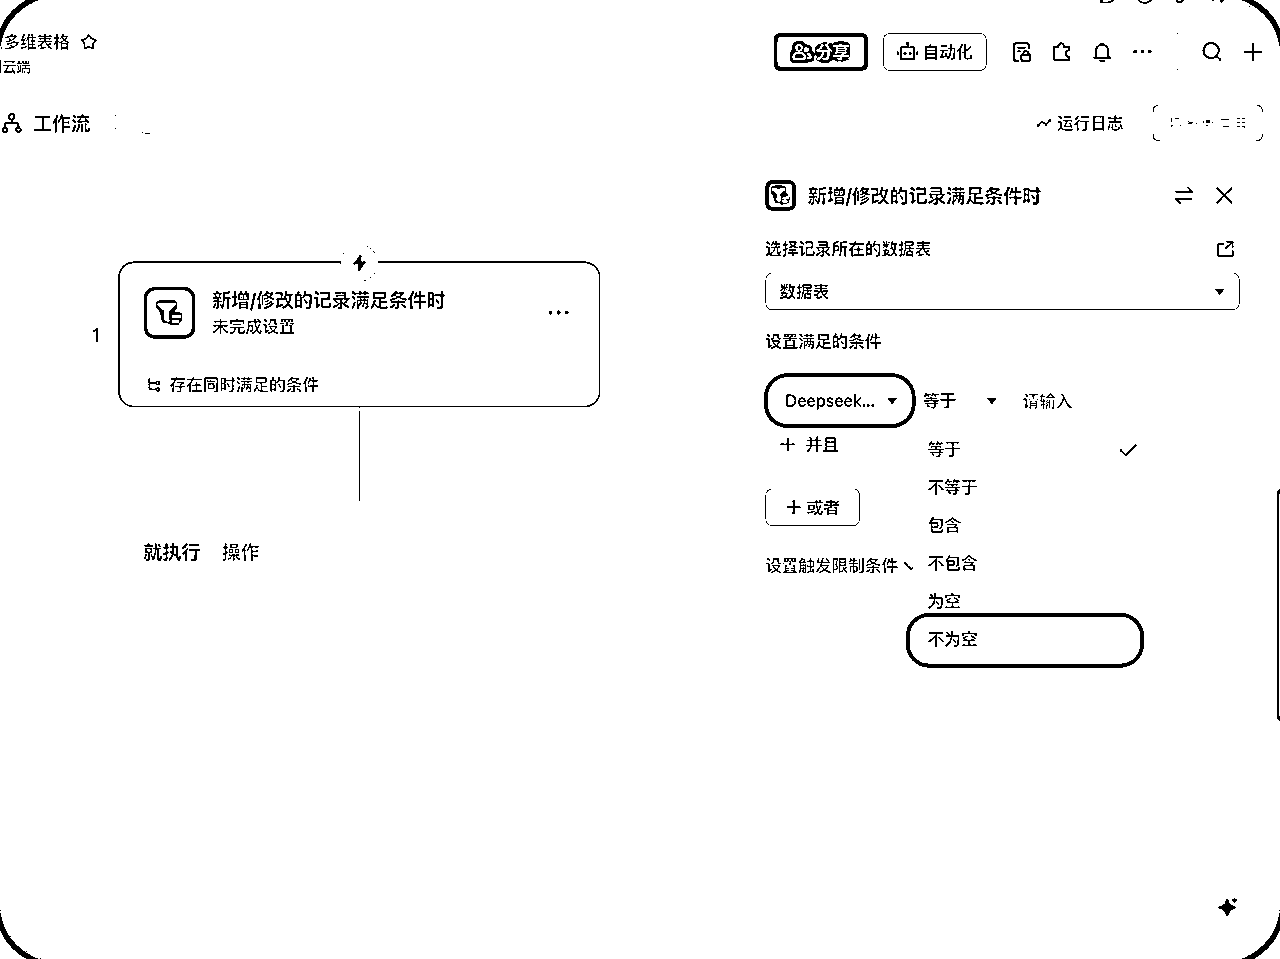 多维表格
云端
分享
自动化
工作流
运行日志
新增/修改的记录满足条件时
选择记录所在的数据表
数据表
设置满足的条件
Deepseek... 等于 请输入
并且
或者
设置触发限制条件
等于
不等于
包含
不包含
为空
不为空
1
新增/修改的记录满足条件时
未完成设置
存在同时满足的条件
就执行 操作